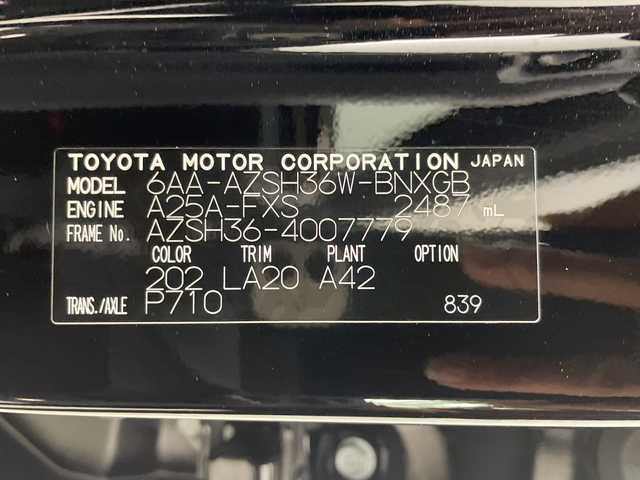 TOYOTA MOTOR CORPORATION JAPAN
MODEL 6AA-AZSH36W-BNXGB
ENGINE A25A-FXS 2487 mL
FRAME No. AZSH36-4007779
COLOR TRIM PLANT OPTION
202 LA20 A42
TRANS./AXLE P710 839